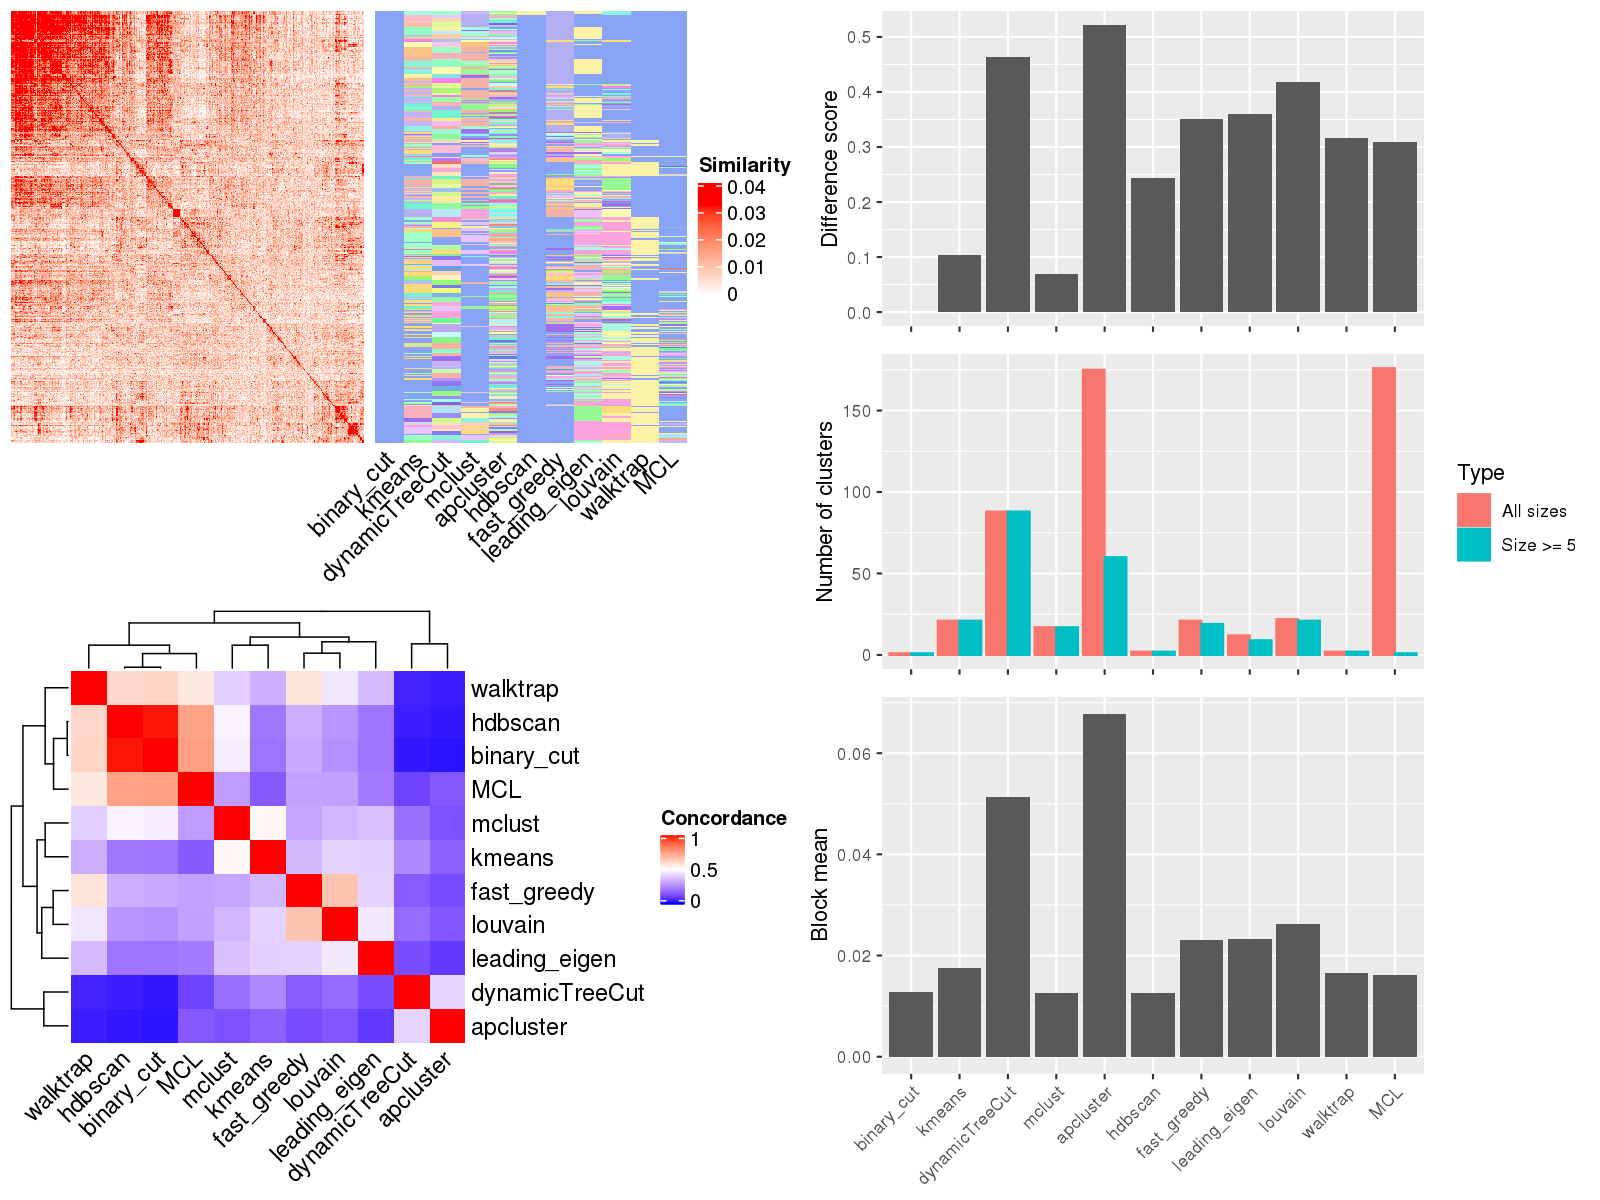 Similarity
0.04
0.03
0.02
0.01
0
binary_cut
kmeans
dynamicTreeCut
mclust
apcluster
hdbscan
fast_greedy
leading_eigen
louvain
walktrap
MCL
walktrap
hdbscan
binary_cut
MCL
mclust
kmeans
fast_greedy
louvain
leading_eigen
dynamicTreeCut
apcluster
walktrap
hdbscan
binary_cut
MCL
mclust
kmeans
fast_greedy
louvain
leading_eigen
dynamicTreeCut
apcluster
Concordance
1
0.5
0
Difference score
0.5
0.4
0.3
0.2
0.1
0.0
Number of clusters
150
100
50
0
Type
All sizes
Size >= 5
Block mean
0.06
0.04
0.02
0.00
binary_cut
kmeans
dynamicTreeCut
mclust
apcluster
hdbscan
fast_greedy
leading_eigen
louvain
walktrap
MCL